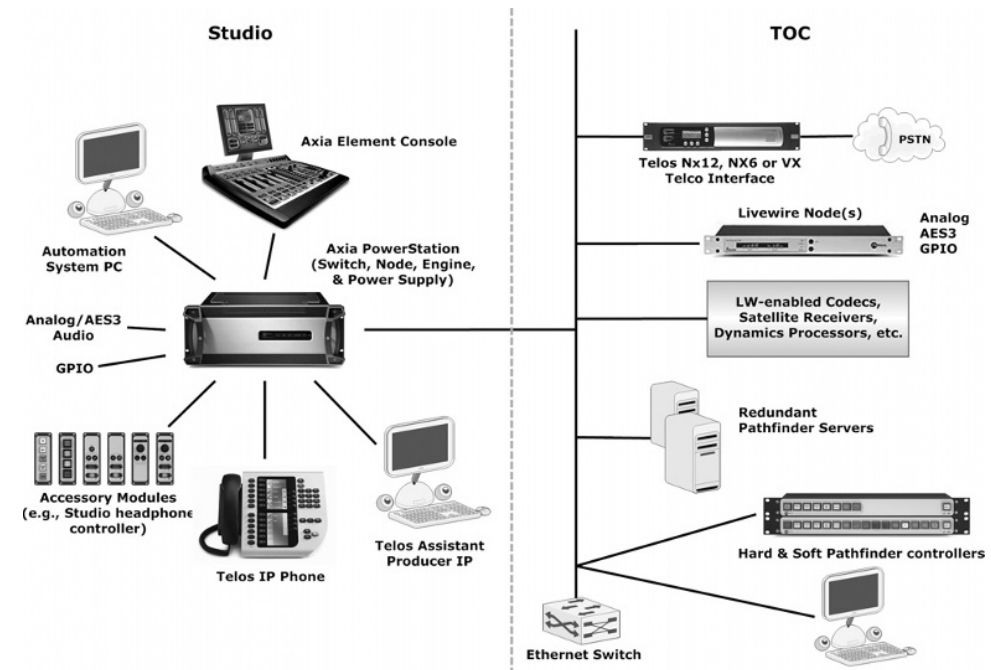 Studio
TOC
Axia Element Console
Automation
System PC
Axia PowerStation
(Switch, Node, Engine,
& Power Supply)
Analog/AES3
Audio
GPIO
Accessory Modules
(e.g., Studio headphone
controller)
Telos IP Phone
Telos Assistant
Producer IP
PSTN
Telos Nx12, NX6 or VX
Telco Interface
Livewire Node(s)
Analog
AES3
GPIO
LW-enabled Codecs,
Satellite Receivers,
Dynamics Processors, etc.
Redundant
Pathfinder Servers
Hard & Soft Pathfinder controllers
Ethernet Switch